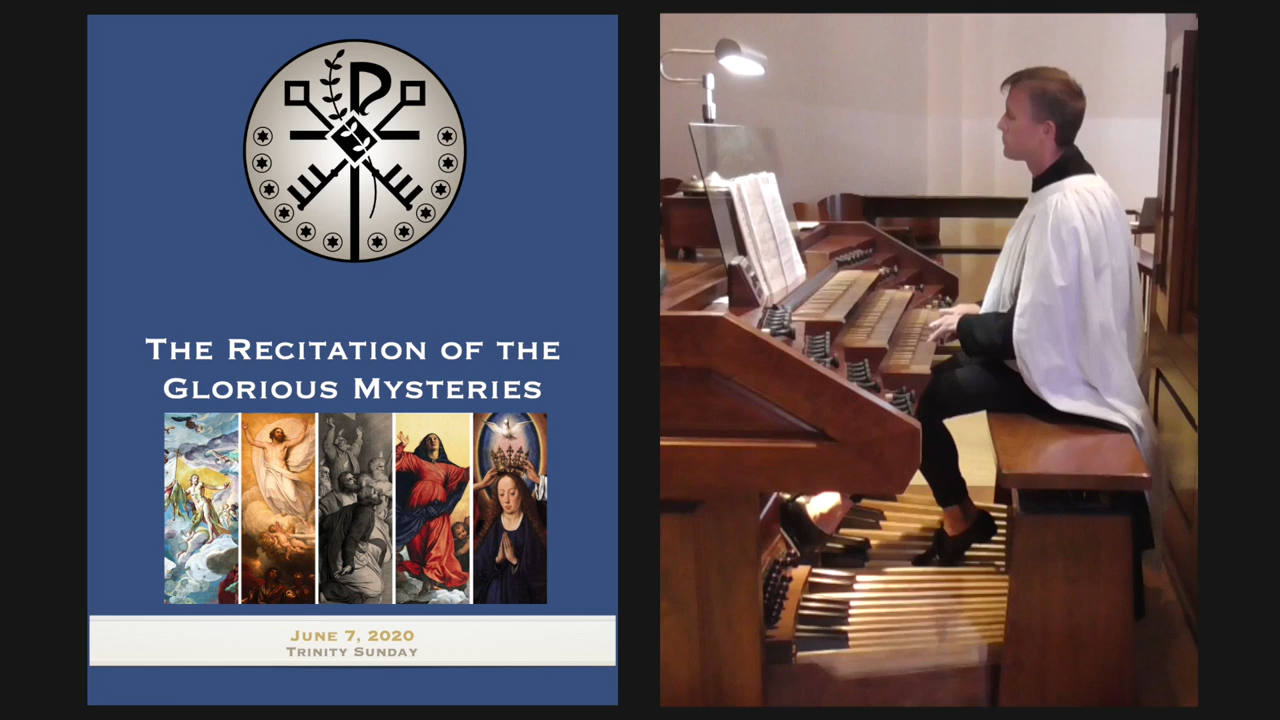 The Recitation of the
Glorious Mysteries
June 7, 2020
Trinity Sunday